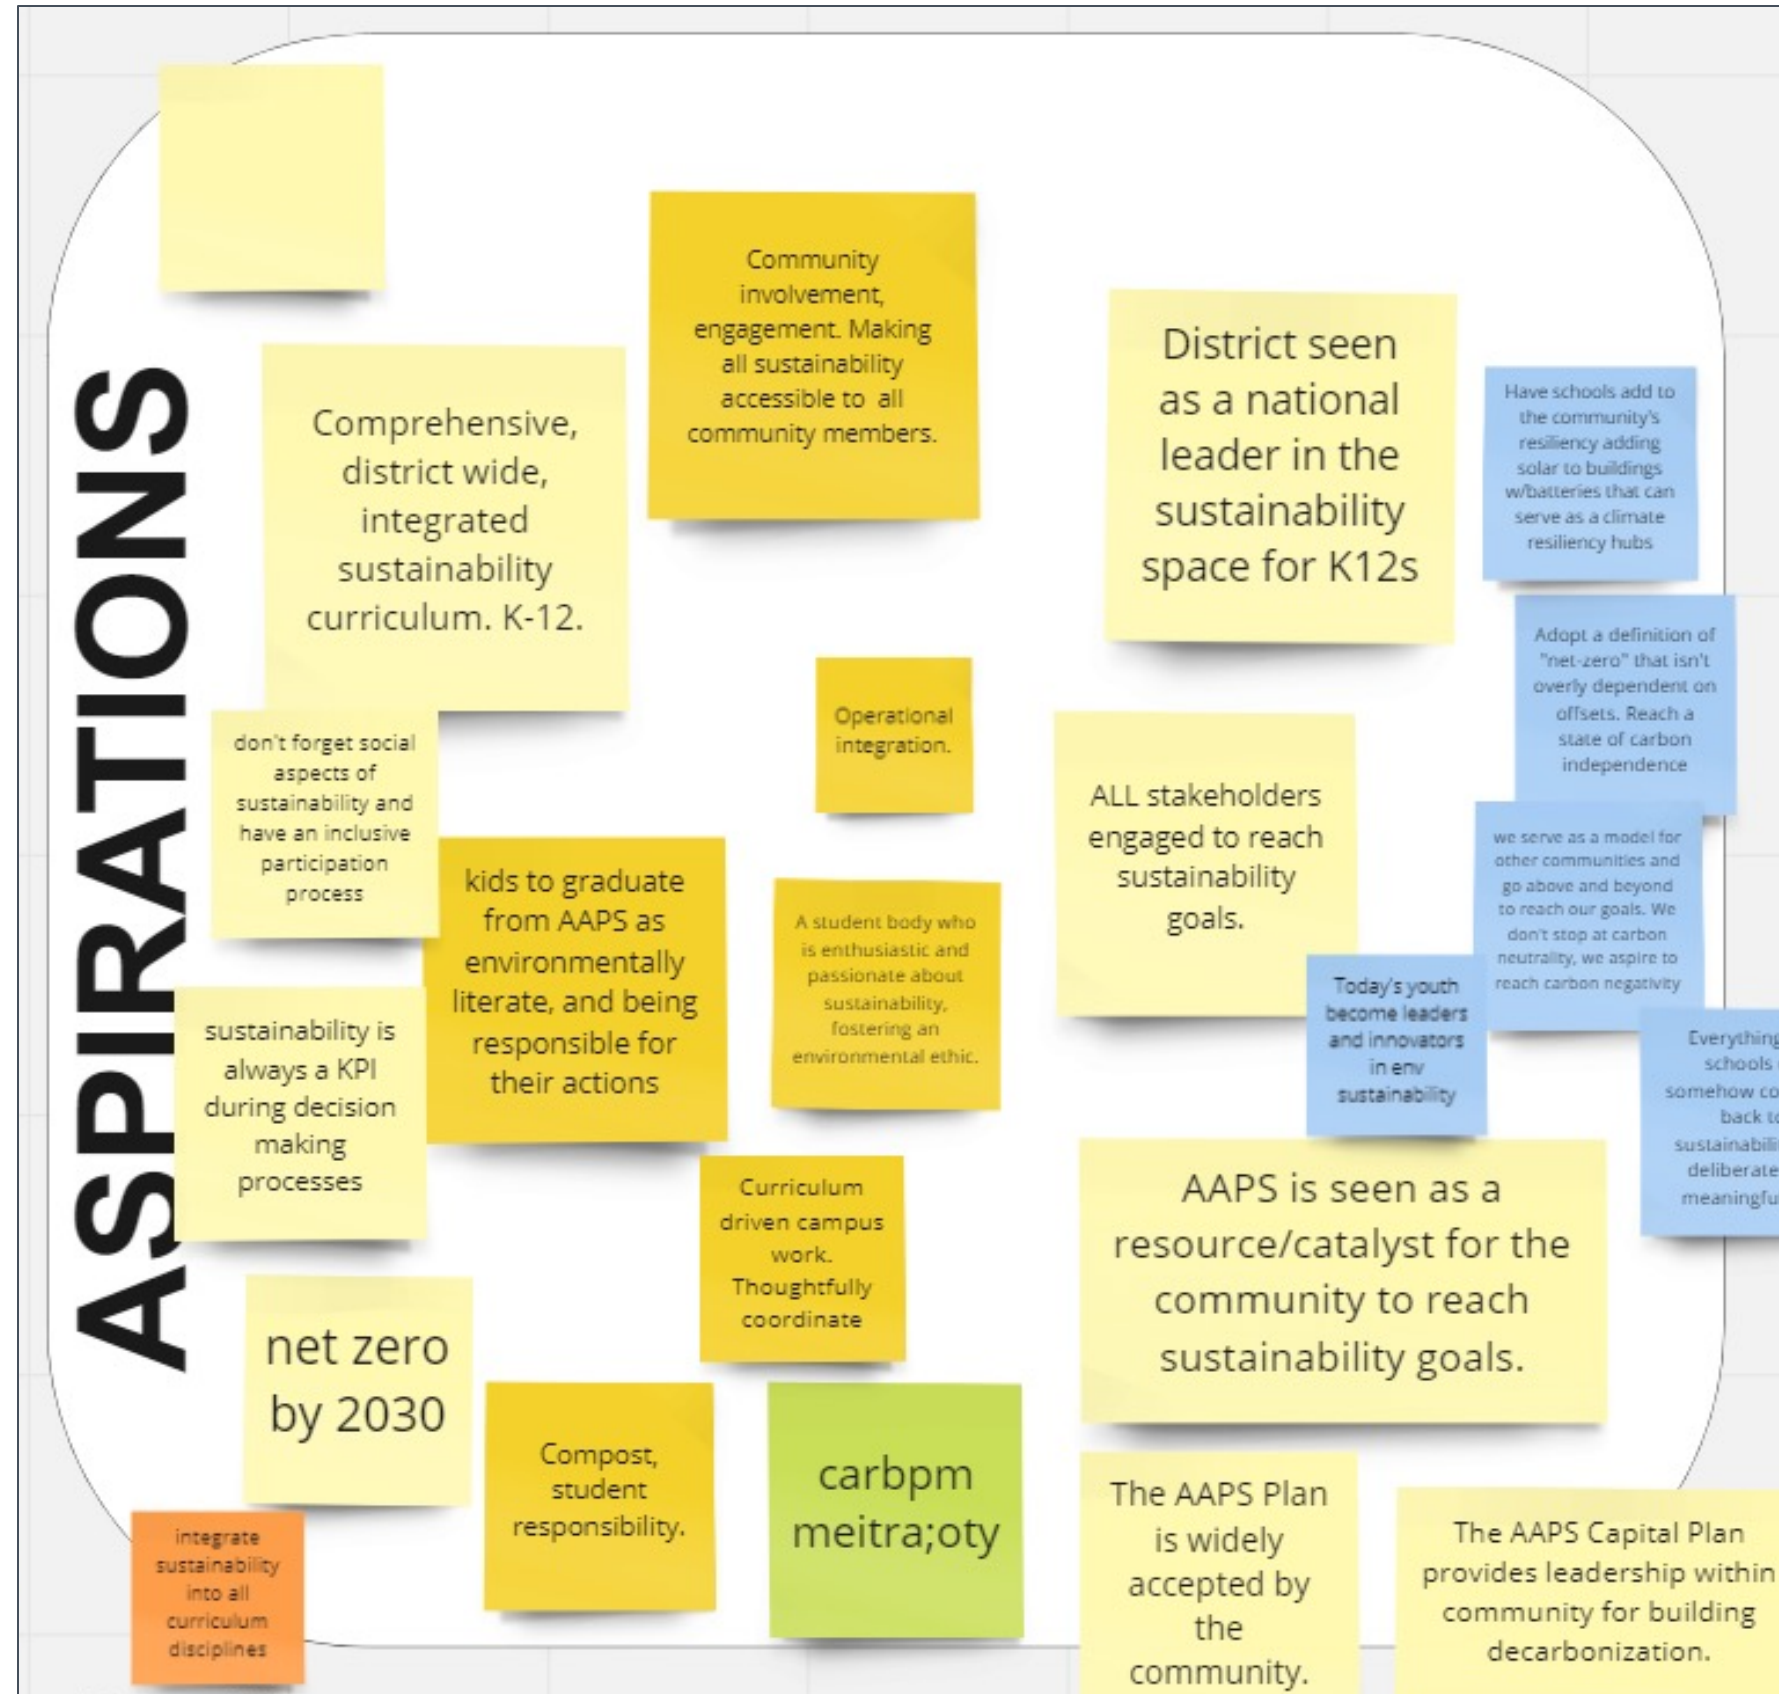 ASPIRATIONS
Community
involvement,
engagement. Making
all sustainability
accessible to all
community members.
Comprehensive,
district wide,
integrated
sustainability
curriculum. K-12.
District seen
as a national
leader in the
sustainability
space for K12s
Have schools add to
the community's
resiliency adding
solar to buildings
w/batteries that can
serve as a climate
resiliency hubs
Adopt a definition of
"net-zero" that isn't
overly dependent on
offsets. Reach a
state of carbon
independence
Operational
integration.
don't forget social
aspects of
sustainability and
have an inclusive
participation
process
ALL stakeholders
engaged to reach
sustainability
goals.
we serve as a model for
other communities and
go above and beyond
to reach our goals. We
don't stop at carbon
neutrality, we aspire to
reach carbon negativity
kids to graduate
from AAPS as
environmentally
literate, and being
responsible for
their actions
A student body who
is enthusiastic and
passionate about
sustainability,
fostering an
environmental ethic.
Today's youth
become leaders
and innovators
in env
sustainability
sustainability is
always a KPI
during decision
making
processes
Everything
schools
somehow
back
deliberate
Curriculum
driven campus
work.
Thoughtfully
coordinate
AAPS is seen as a
resource/catalyst for the
community to reach
sustainability goals.
net zero
by 2030
Compost,
student
responsibility.
carbpm
meitra;oty
The AAPS Plan
is widely
accepted by
the
community.
The AAPS Capital Plan
provides leadership within
community for building
decarbonization.
integrate
sustainability
into all
curriculum
disciplines